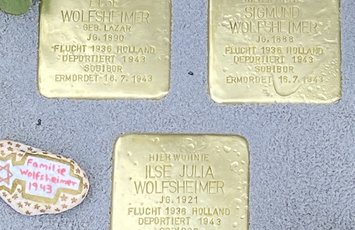 WOLFSHEIMER
GEB. LAZAR
JG. 1890
FLUCHT 1936 HOLLAND
DEPORTIERT 1943
SOBIBOR
ERMORDET 16.7.1943
SIGMUND
WOLFSHEIMER
JG. 1888
FLUCHT 1936 HOLLAND
DEPORTIERT 1943
SOBIBOR
ERMORDET 16.7.1943
Familie
Wolfsheimer
1943
HIER WOHNTE
ILSE JULIA
WOLFSHEIMER
JG. 1921
FLUCHT 1936 HOLLAND
DEPORTIERT 1943
SOBIBOR